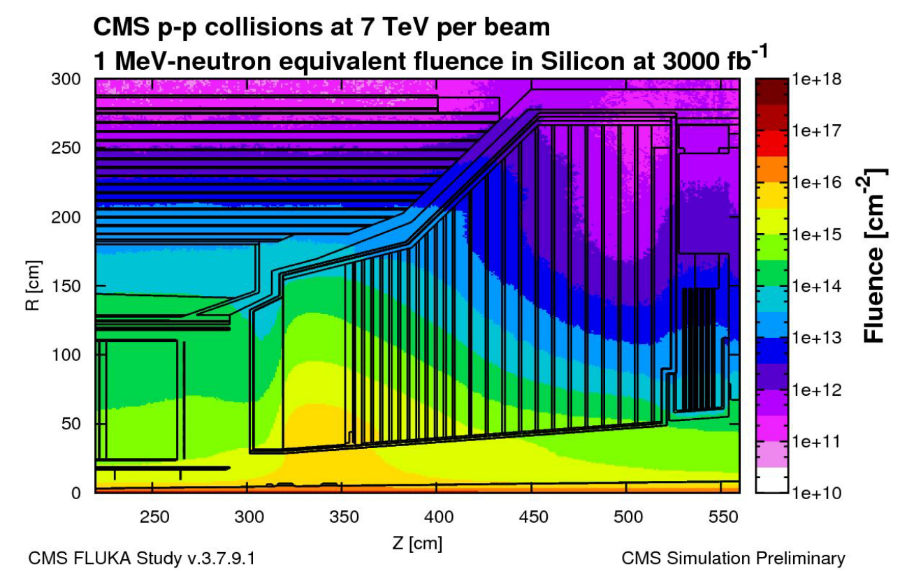 CMS p-p collisions at 7 TeV per beam
1 MeV-neutron equivalent fluence in Silicon at 3000 fb-1
300
250
200
150
100
50
0
R [cm]
250
300
350
400
450
500
550
Z [cm]
1e+18
1e+17
1e+16
1e+15
1e+14
1e+13
1e+12
1e+11
1e+10
Fluence [cm-2]
CMS FLUKA Study v.3.7.9.1
CMS Simulation Preliminary